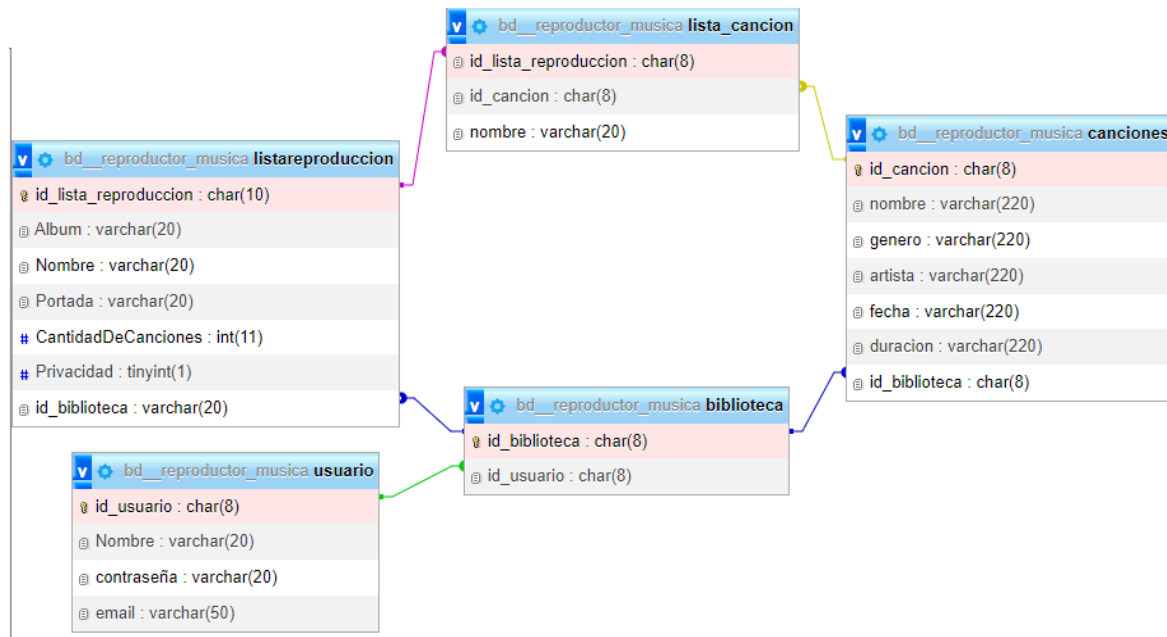 bd__reproductor_musica lista_cancion
id_lista_reproduccion : char(8)
id_cancion : char(8)
nombre : varchar(20)
bd__reproductor_musica canciones
id_cancion : char(8)
nombre : varchar(220)
genero : varchar(220)
artista : varchar(220)
fecha : varchar(220)
duracion : varchar(220)
id_biblioteca : char(8)
bd__reproductor_musica listareproduccion
id_lista_reproduccion : char(10)
Album : varchar(20)
Nombre : varchar(20)
Portada : varchar(20)
# CantidadDeCanciones : int(11)
# Privacidad : tinyint(1)
id_biblioteca : varchar(20)
bd__reproductor_musica biblioteca
id_biblioteca : char(8)
id_usuario : char(8)
bd__reproductor_musica usuario
id_usuario : char(8)
Nombre : varchar(20)
contraseña : varchar(20)
email : varchar(50)